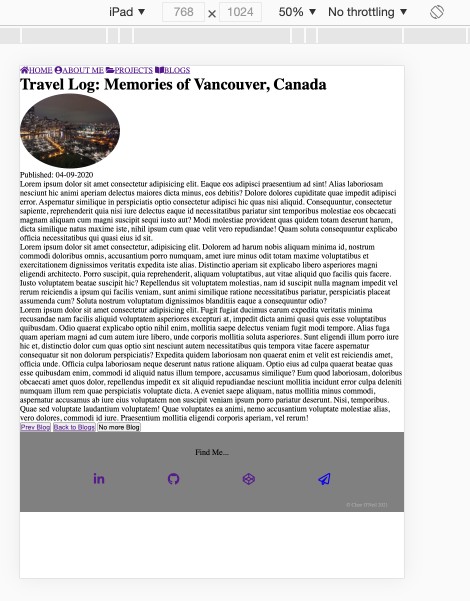 iPad ▼ 768 × 1024 50% ▼ No throttling ▼
HOME ABOUT ME PROJECTS BLOGS
Travel Log: Memories of Vancouver, Canada
Published: 04-09-2020
Lorem ipsum dolor sit amet consectetur adipisicing elit. Eaque eos adipisci praesentium ad sint! Alias laboriosam
nesciunt hic animi aperiam delectus maiores dicta minus, eos debitis? Dolore dolores cupiditate quae impedit adipisci
error. Aspernatur similique in perspiciatis optio consectetur adipisci hic quas nisi aliquid. Consequuntur, consectetur
sapiente, reprehenderit quia nisi iure delectus eaque id necessitatibus pariatur sint temporibus molestiae eos obcaecati
magnam aliquam cum magni suscipit sequi iusto aut? Modi molestiae provident quas quidem totam deserunt harum,
dicta similique natus maxime iste, nihil ipsum cum quae velit vero repudiandae! Quam soluta consequuntur explicabo
officia necessitatibus qui quasi eius id sit.
Lorem ipsum dolor sit amet consectetur, adipisicing elit. Dolorem ad harum nobis aliquam minima id, nostrum
commodi doloribus omnis, accusantium porro numquam, amet iure minus odit totam maxime voluptatibus et
exercitationem dignissimos veritatis expedita iste alias. Distinctio aperiam sit explicabo libero asperiores magni
eligendi architecto. Porro suscipit, quia reprehenderit, aliquam voluptatibus, aut vitae aliquid quo facilis quis facere.
Iusto voluptatem beatae suscipit hic? Repellendus sit voluptatem molestias, nam id suscipit nulla magnam impedit vel
rerum reiciendis a ipsum qui facilis veniam, sunt animi similique ratione necessitatibus pariatur, perspiciatis placeat
assumenda cum? Soluta nostrum voluptatum dignissimos blanditiis eaque a consequuntur odio?
Lorem ipsum dolor sit amet consectetur adipisicing elit. Fugit fugiat ducimus earum expedita veritatis minima
recusandae nam facilis aliquid voluptatem asperiores excepturi at, impedit dicta animi quasi quis esse voluptatibus
quibusdam. Odio quaerat explicabo optio nihil enim, mollitia saepe delectus veniam fugit modi tempore. Alias fuga
quam aperiam magni ad cum autem iure libero, unde corporis mollitia soluta asperiores. Sunt eligendi illum porro iure
hic et, distinctio dolor cum quas optio sint nesciunt autem necessitatibus quis tempora vitae facere aspernatur
consequatur sit non dolorum perspiciatis? Expedita quidem laboriosam non quaerat enim et velit est reiciendis amet,
officia unde. Officia culpa laboriosam neque deserunt natus ratione aliquam. Optio eius ad culpa quaerat beatae quas
esse quibusdam enim, commodi id aliquid natus illum tempore, accusamus similique? Eum quod laboriosam, doloribus
obcaecati amet quos dolor, repellendus impedit ex sit aliquid repudiandae nesciunt mollitia incidunt error culpa deleniti
numquam illum rem quae perspiciatis voluptate dicta. A eveniet saepe aliquam, natus mollitia minus commodi,
aspernatur accusamus ab iure eius voluptatem non suscipit veniam ipsum porro pariatur deserunt. Nisi, temporibus.
Quae sed voluptate laudantium voluptatem! Quae voluptates ea animi, nemo accusantium voluptate molestiae alias,
vero dolores, commodi id iure. Praesentium mollitia eligendi corporis aperiam, vel rerum!
Prev Blog Back to Blogs No more Blog
Find Me...